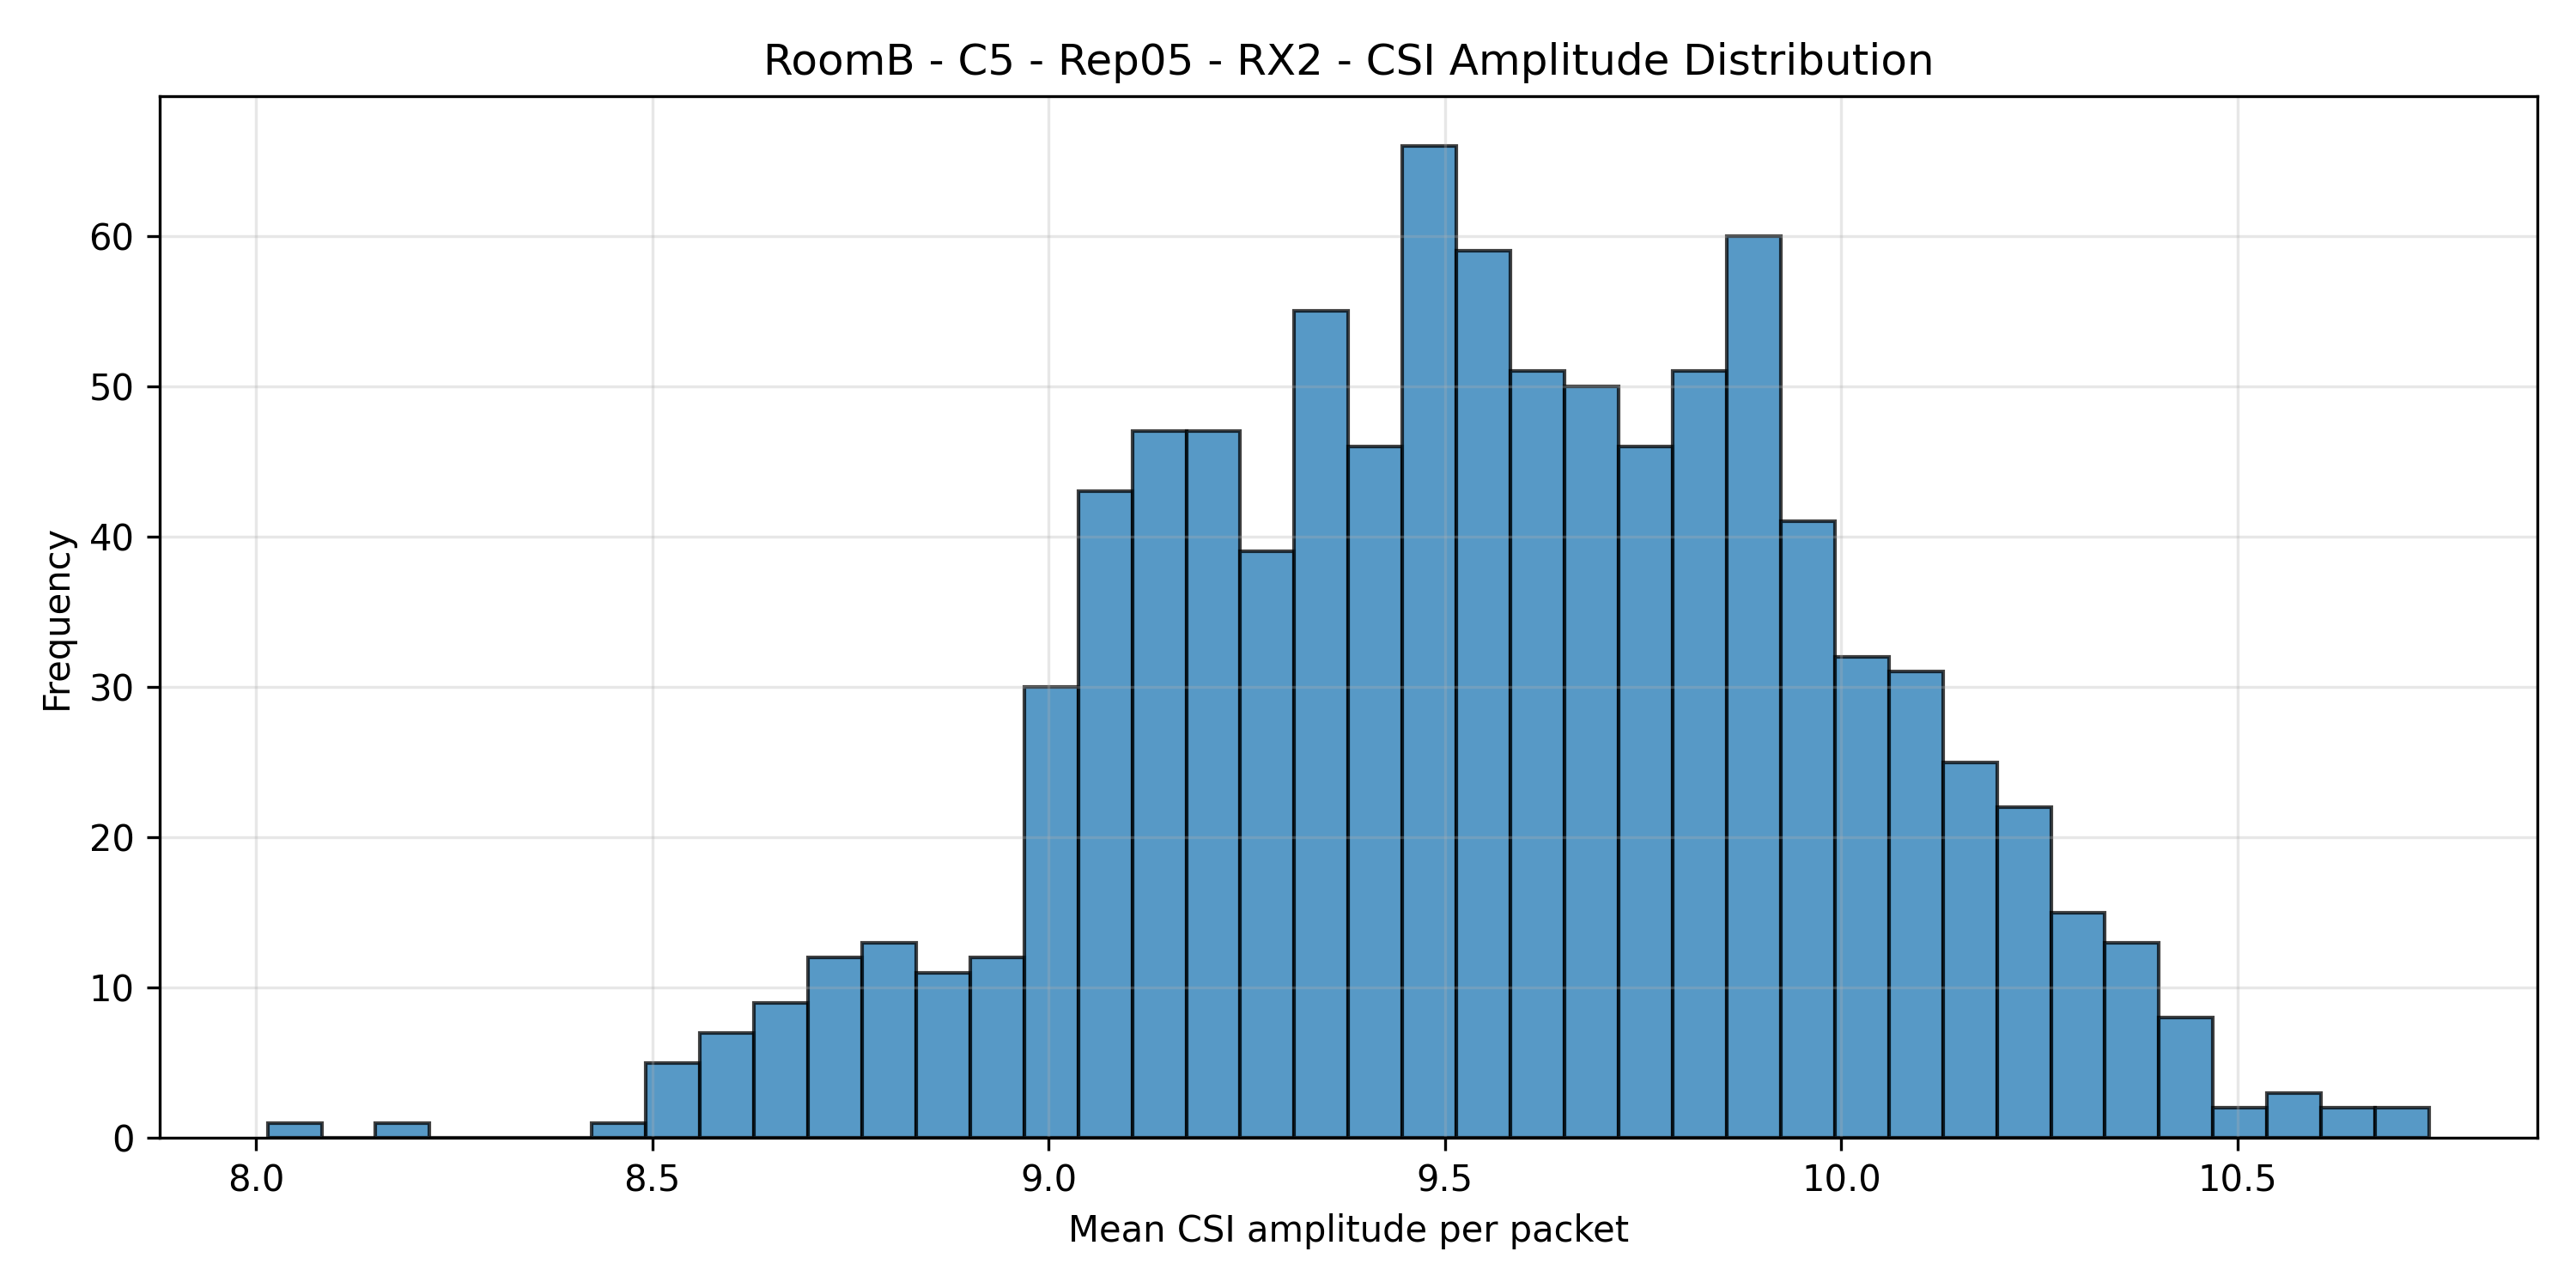 RoomB - C5 - Rep05 - RX2 - CSI Amplitude Distribution
Frequency
60
50
40
30
20
10
0
8.0 8.5 9.0 9.5 10.0 10.5
Mean CSI amplitude per packet